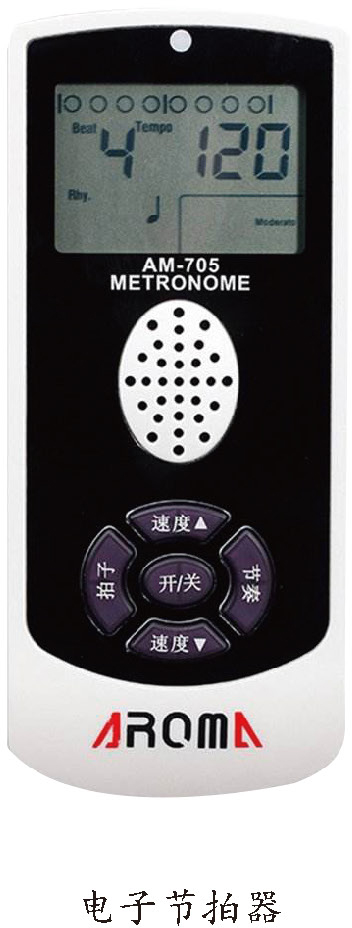 Beat 4 Tempo 120
Rhy.
Moderato
AM-705
METRONOME
速度▲
拍子 开/关 节奏
速度▼
AROMA
电子节拍器